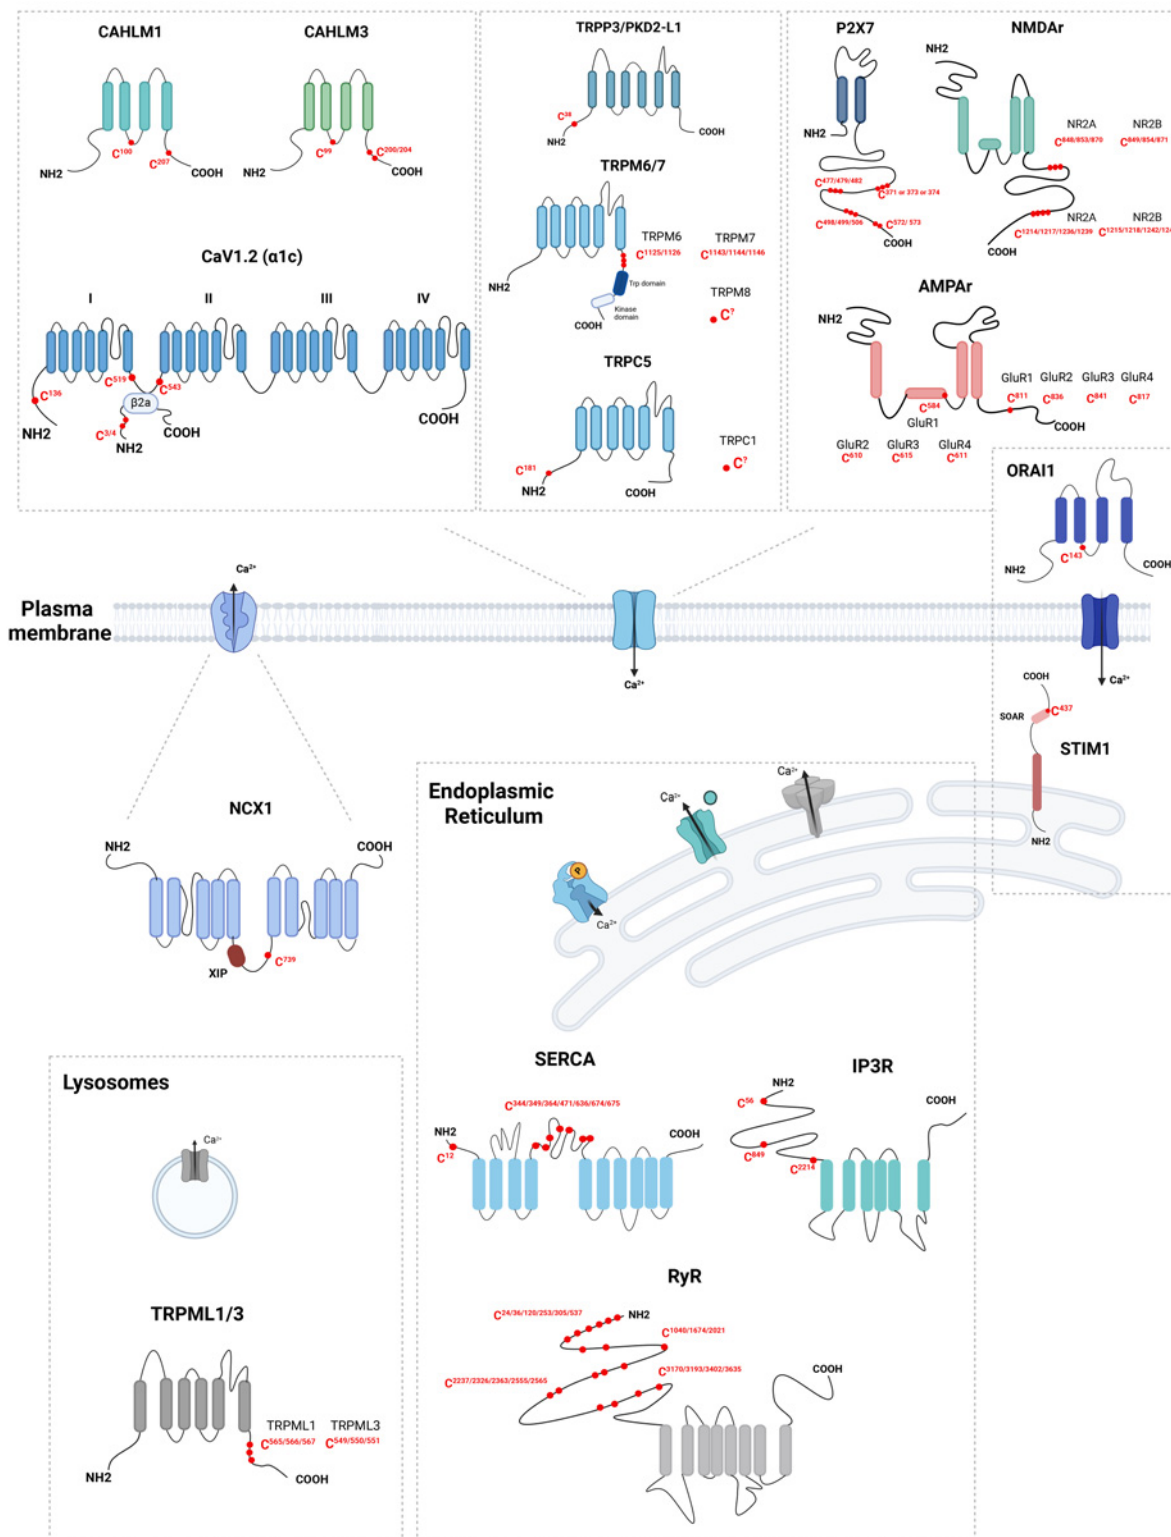 CAHLM1
CAHLM3
C100
C207
NH2
COOH
C99
C200/204
NH2
COOH
CaV1.2 (α1c)
I
II
III
IV
C136
NH2
C519
C543
β2a
C3/4
NH2
COOH
COOH
TRPP3/PKD2-L1
C38
NH2
COOH
TRPM6/7
TRPM6
TRPM7
C1125/1126
C1143/1144/1146
NH2
Trp domain
Kinase
domain
COOH
TRPM8
C?
TRPC5
C181
NH2
COOH
TRPC1
C?
P2X7
NH2
C477/479/482
C371 or 373 or 374
C498/499/506
C572/ 573
COOH
NMDAr
NH2
NR2A
NR2B
C848/853/870
C849/854/871
NR2A
NR2B
C1214/1217/1236/1239
C1215/1218/1242/124
COOH
AMPAr
NH2
C584
GluR1
GluR1
GluR2
GluR3
GluR4
C811
C836
C841
C817
COOH
GluR2
GluR3
GluR4
C610
C615
C611
ORAI1
C143
NH2
COOH
Plasma
membrane
Ca2+
Ca2+
Ca2+
COOH
C437
SOAR
STIM1
NH2
NCX1
NH2
COOH
XIP
C739
Endoplasmic
Reticulum
Ca2+
Ca2+
P
Ca2+
SERCA
C344/349/364/471/636/674/675
NH2
C12
COOH
IP3R
NH2
C56
C849
C2214
COOH
RyR
C24/36/120/253/305/537
NH2
C1040/1674/2021
C2237/2326/2363/2555/2565
C3170/3193/3402/3635
COOH
Lysosomes
Ca2+
TRPML1/3
TRPML1
TRPML3
C565/566/567
C549/550/551
NH2
COOH